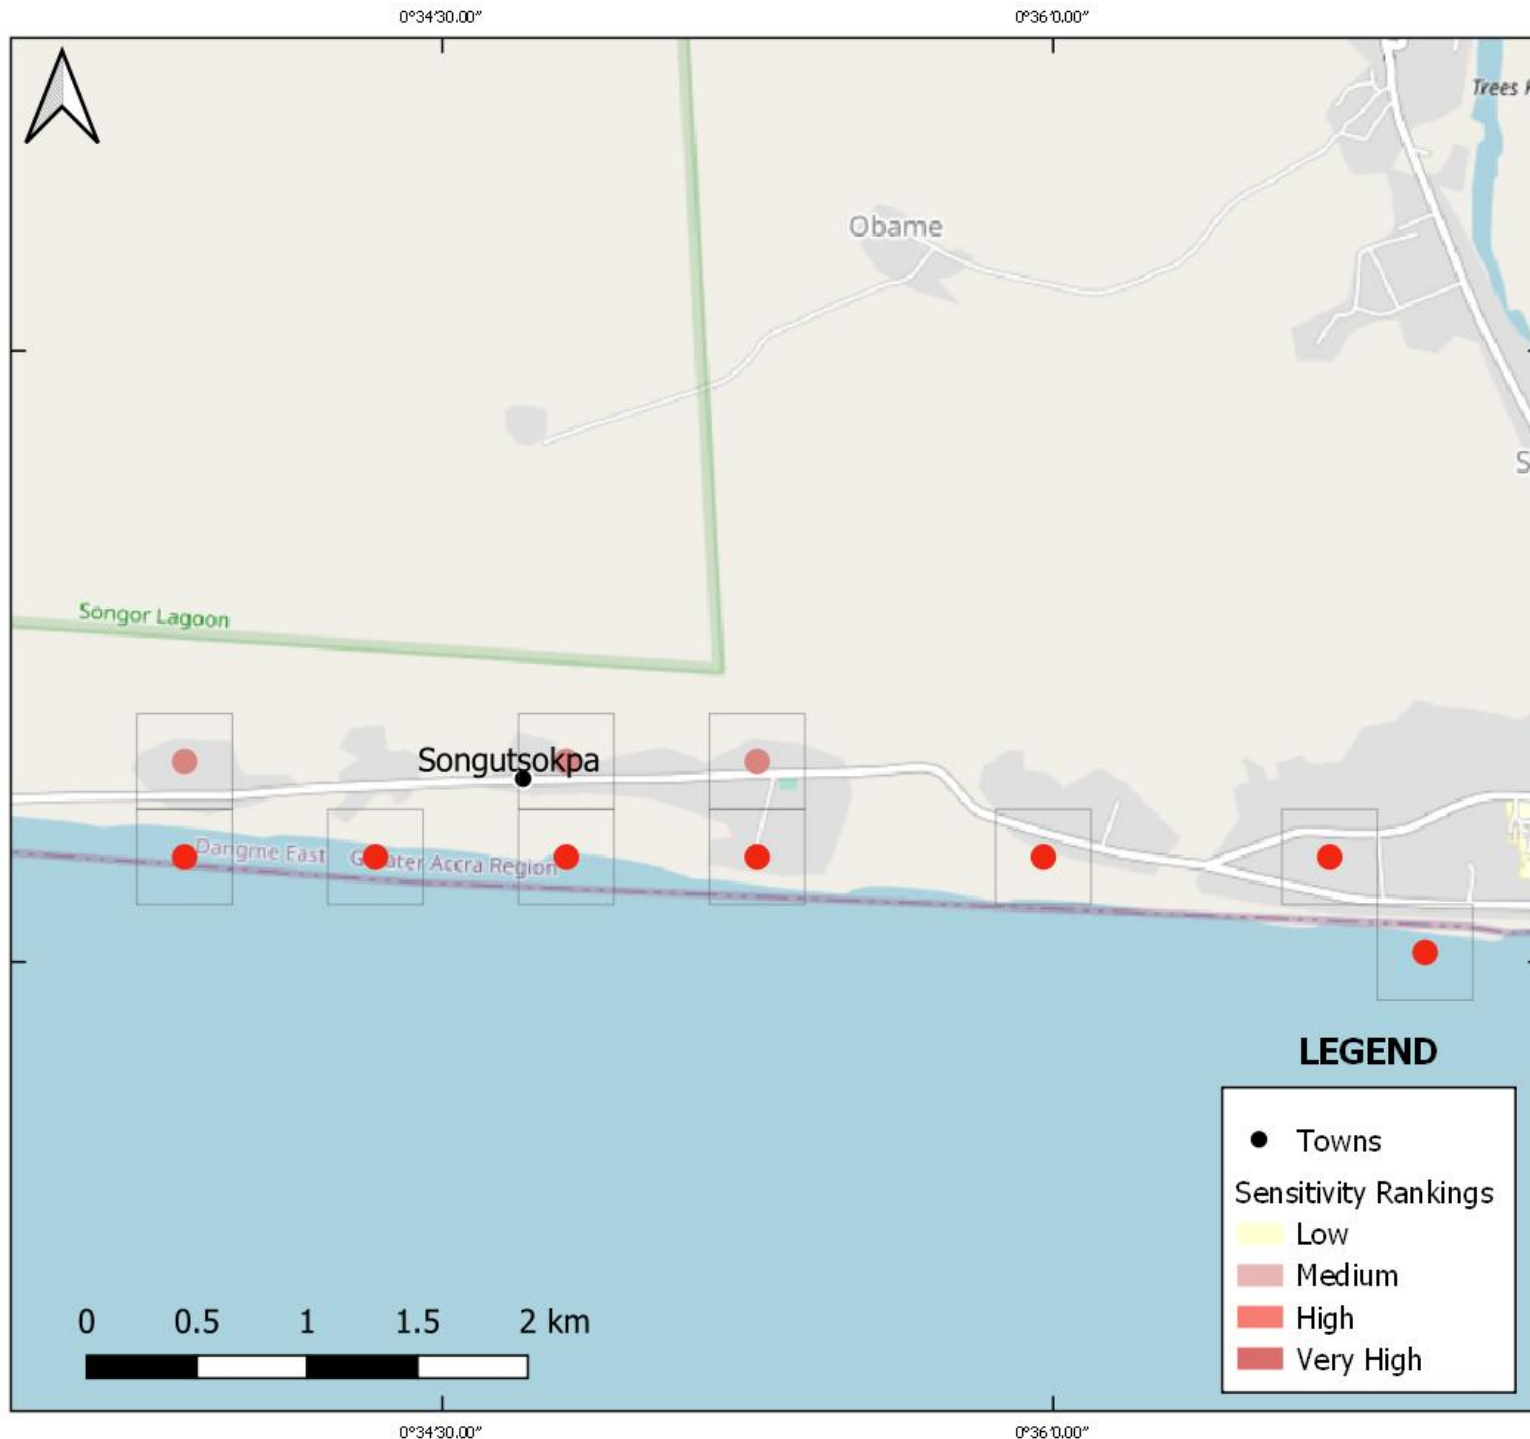 0°34'30.00" 0°36'0.00"
Trees
Obame
Songor Lagoon
Songutsokpa
Dangme East Greater Accra Region
LEGEND
Towns
Sensitivity Rankings
Low
Medium
High
Very High
0 0.5 1 1.5 2 km
0°34'30.00" 0°36'0.00"